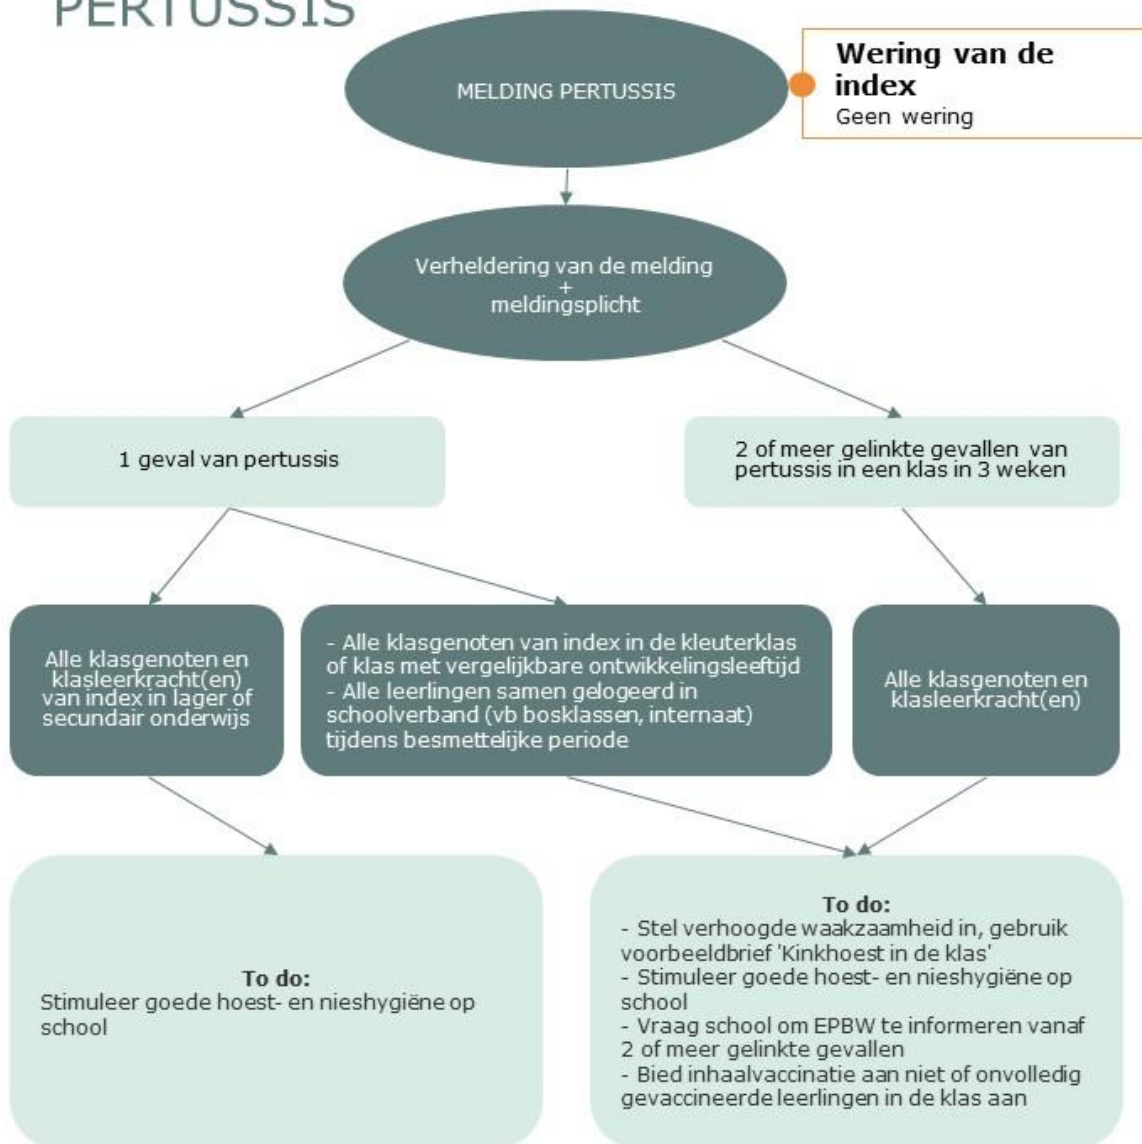 PERTUSSIS
MELDING PERTUSSIS
Wering van de
index
Geen wering
Verheldering van de melding
+
meldingsplicht
1 geval van pertussis
2 of meer gelinkte gevallen van
pertussis in een klas in 3 weken
Alle klasgenoten en
klasleerkracht(en)
van index in lager of
secundair onderwijs
- Alle klasgenoten van index in de kleuterklas
of klas met vergelijkbare ontwikkelingsleeftijd
- Alle leerlingen samen gelogeerd in
schoolverband (vb bosklassen, internaat)
tijdens besmettelijke periode
Alle klasgenoten en
klasleerkracht(en)
To do:
Stimuleer goede hoest- en nieshygiëne op
school
To do:
- Stel verhoogde waakzaamheid in, gebruik
voorbeeldbrief 'Kinkhoest in de klas'
- Stimuleer goede hoest- en nieshygiëne op
school
- Vraag school om EPBW te informeren vanaf
2 of meer gelinkte gevallen
- Bied inhaalvaccinatie aan niet of onvolledig
gevaccineerde leerlingen in de klas aan